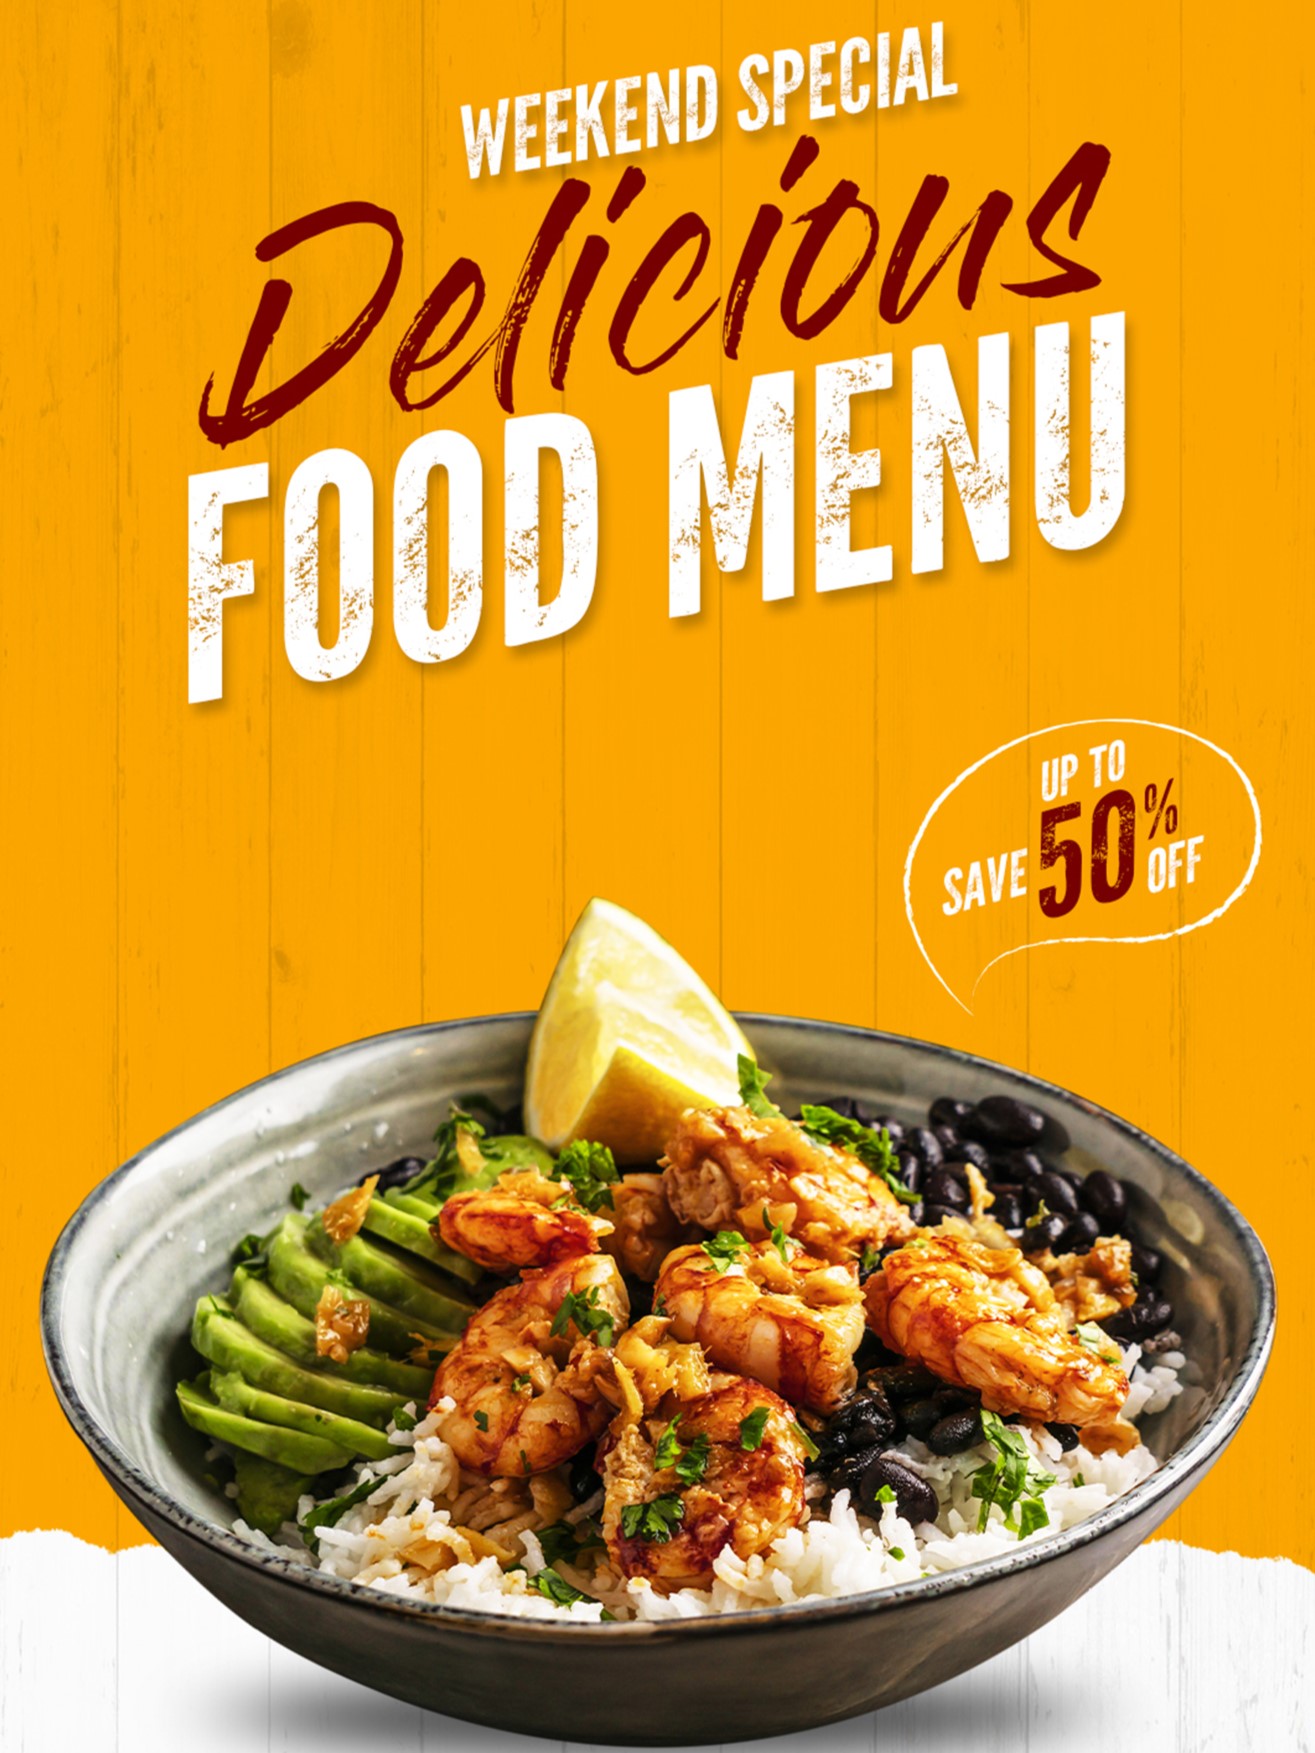 WEEKEND SPECIAL
Delicious
FOOD MENU
UP TO
SAVE 50% OFF